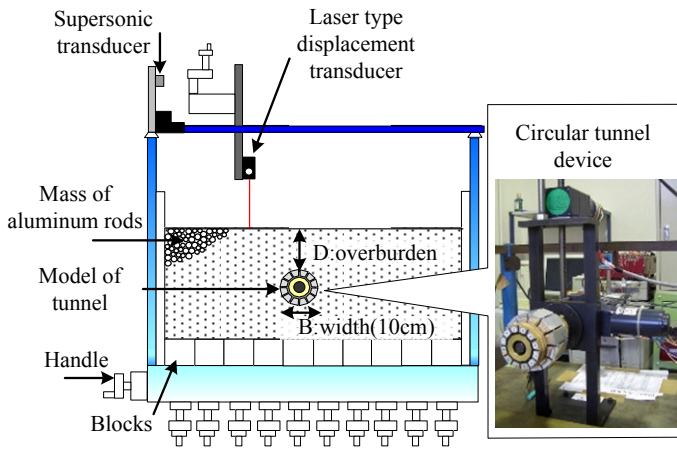 Supersonic
transducer
Laser type
displacement
transducer
Circular tunnel
device
Mass of
aluminum rods
D:overburden
Model of
tunnel
B:width(10cm)
Handle
Blocks